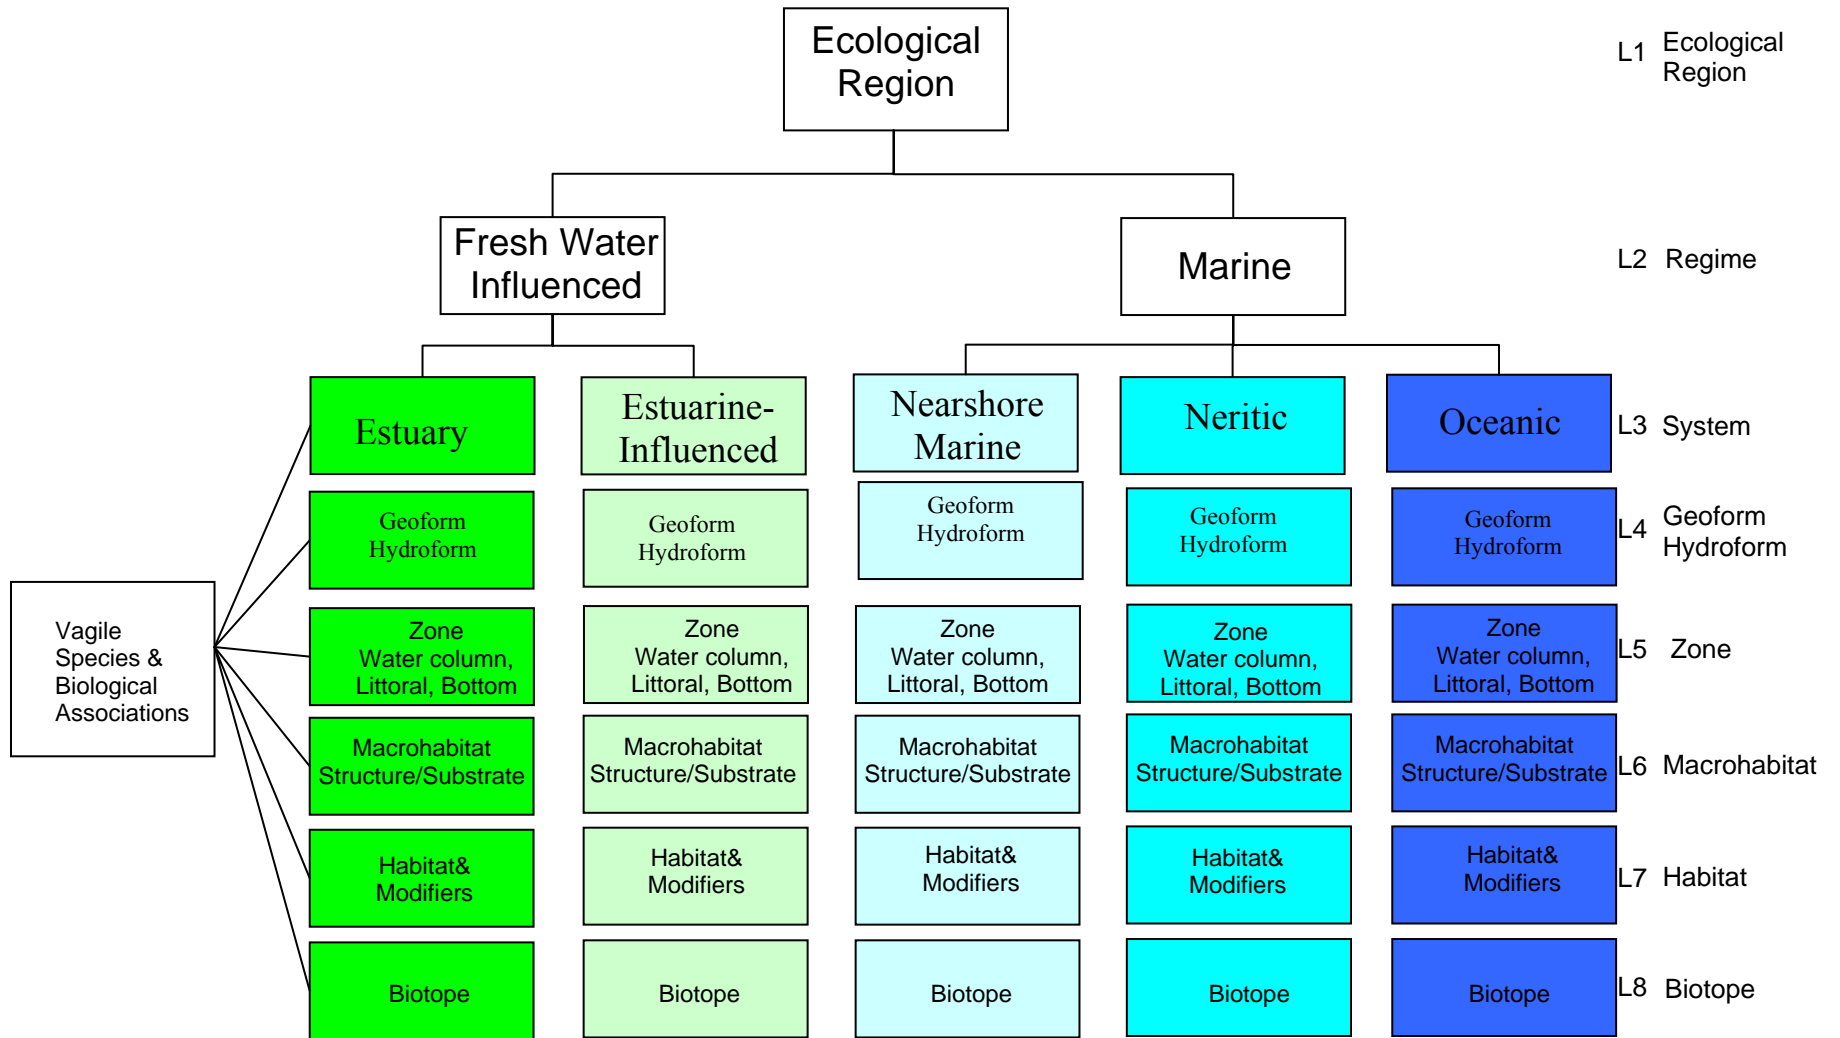 Ecological
Region
L1 Ecological
Region
Fresh Water
Influenced
Marine
L2 Regime
Estuary
Estuarine-
Influenced
Nearshore
Marine
Neritic
Oceanic
L3 System
Geoform
Hydroform
Geoform
Hydroform
Geoform
Hydroform
Geoform
Hydroform
Geoform
Hydroform
L4 Geoform
Hydroform
Vagile
Species &
Biological
Associations
Zone
Water column,
Littoral, Bottom
Zone
Water column,
Littoral, Bottom
Zone
Water column,
Littoral, Bottom
Zone
Water column,
Littoral, Bottom
Zone
Water column,
Littoral, Bottom
L5 Zone
Macrohabitat
Structure/Substrate
Macrohabitat
Structure/Substrate
Macrohabitat
Structure/Substrate
Macrohabitat
Structure/Substrate
Macrohabitat
Structure/Substrate
L6 Macrohabitat
Habitat&
Modifiers
Habitat&
Modifiers
Habitat&
Modifiers
Habitat&
Modifiers
Habitat&
Modifiers
L7 Habitat
Biotope
Biotope
Biotope
Biotope
Biotope
L8 Biotope